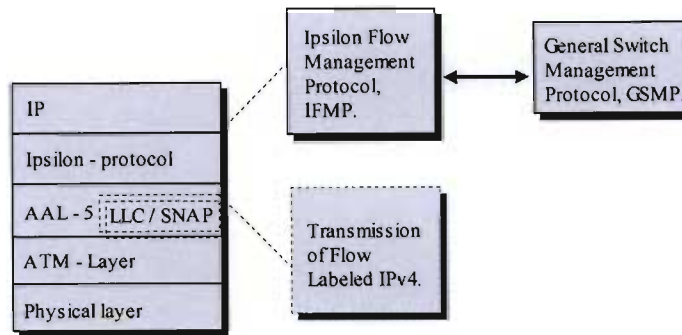 Ipsilon Flow
Management
Protocol,
IFMP.
General Switch
Management
Protocol, GSMP.
IP
Ipsilon - protocol
AAL - 5 LLC / SNAP
ATM - Layer
Physical layer
Transmission
of Flow
Labeled IPv4.